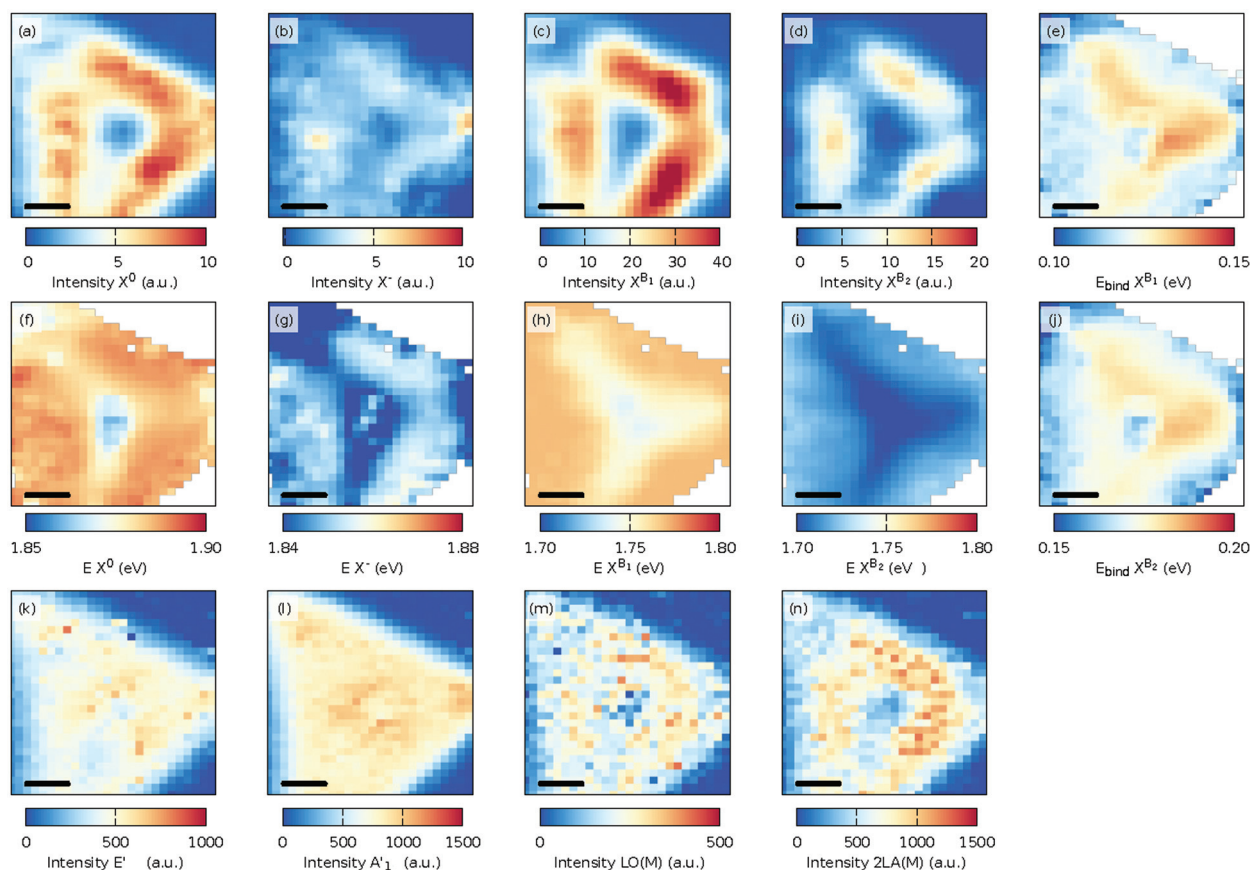 (a) (b) (c) (d) (e)
0 5 10 0 5 10 0 10 20 30 40 0 5 10 15 20 0.10 0.15
Intensity X⁰ (a.u.) Intensity X⁻ (a.u.) Intensity X^B₁ (a.u.) Intensity X^B₂ (a.u.) E_bind X^B₁ (eV)
(f) (g) (h) (i) (j)
1.85 1.90 1.84 1.88 1.70 1.75 1.80 1.70 1.75 1.80 0.15 0.20
E X⁰ (eV) E X⁻ (eV) E X^B₁ (eV) E X^B₂ (eV ) E_bind X^B₂ (eV)
(k) (l) (m) (n)
0 500 1000 0 500 1000 1500 0 500 0 500 1000 1500
Intensity E' (a.u.) Intensity A'₁ (a.u.) Intensity LO(M) (a.u.) Intensity 2LA(M) (a.u.)